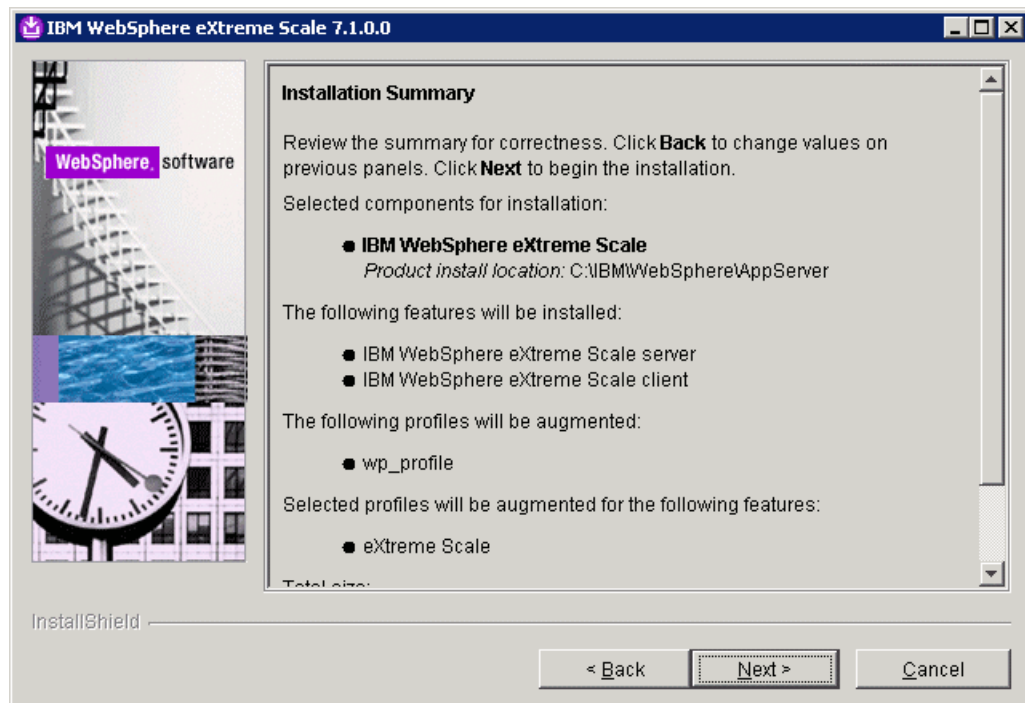 IBM WebSphere eXtreme Scale 7.1.0.0
WebSphere. software
Installation Summary
Review the summary for correctness. Click Back to change values on
previous panels. Click Next to begin the installation.
Selected components for installation:
IBM WebSphere eXtreme Scale
Product install location: C:\IBM\WebSphere\AppServer
The following features will be installed:
IBM WebSphere eXtreme Scale server
IBM WebSphere eXtreme Scale client
The following profiles will be augmented:
wp_profile
Selected profiles will be augmented for the following features:
eXtreme Scale
Total size:
InstallShield
< Back
Next >
Cancel